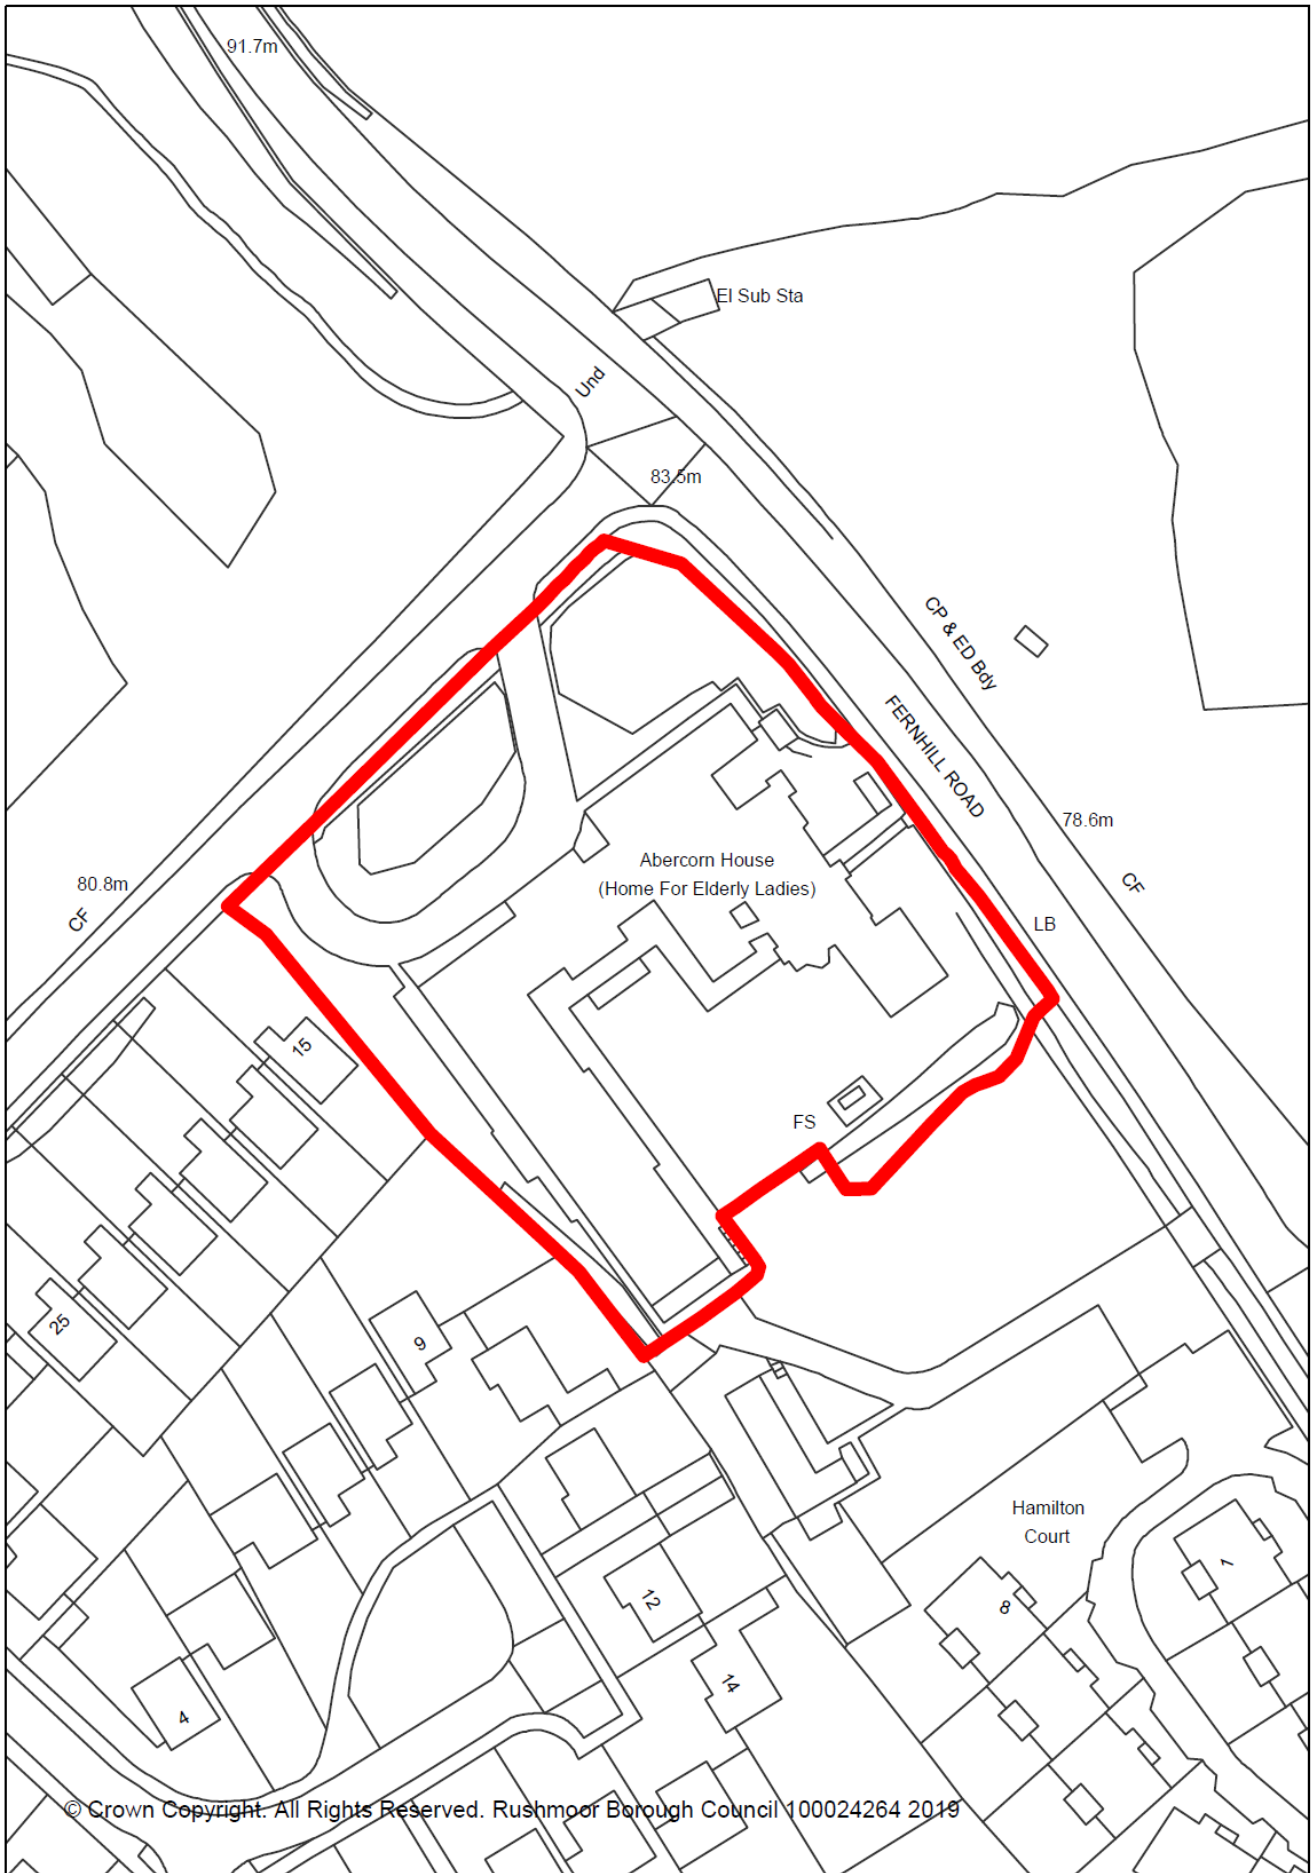 91.7m
El Sub Sta
Und
83.5m
CP & ED Bdy
FERNHILL ROAD
78.6m
Abercorn House
(Home For Elderly Ladies)
80.8m
CF
CF
LB
15
FS
25
9
Hamilton
Court
1
12
8
14
4
© Crown Copyright. All Rights Reserved. Rushmoor Borough Council 100024264 2019